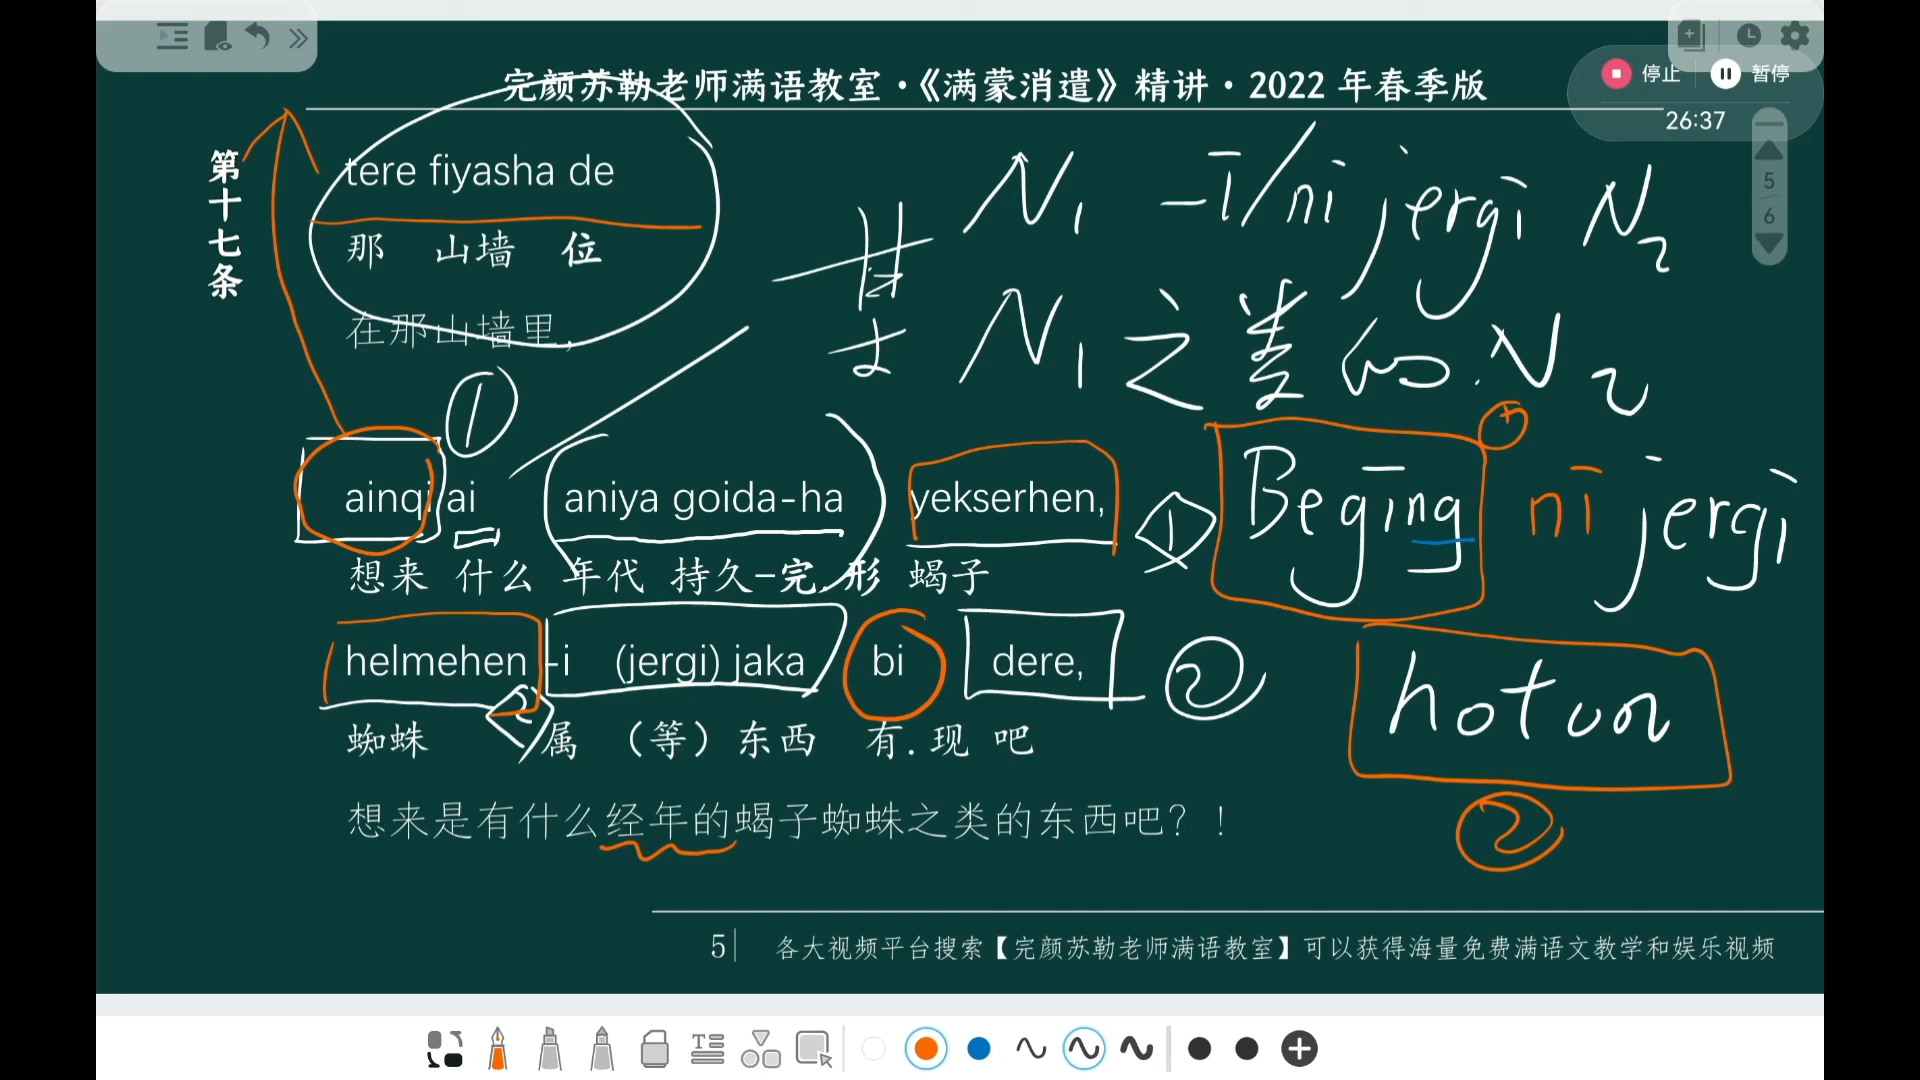 完颜苏勒老师满语教室·《满蒙消遣》精讲·2022 年春季版
停止
暂停
26:37
5
6
第十七条
tere fiyasha de
那 山墙 位
在那山墙里，
N1 -i/ni jergi N2
N1 之类的 N2
①
ainqi ai aniya goida-ha yekserhen,
想来 什么 年代 持久-完.形 蝎子
1
Beging ni jergi
helmehen -i (jergi) jaka bi dere,
2
②
hoton
蜘蛛 属 （等）东西 有.现 吧
想来是有什么经年的蝎子蜘蛛之类的东西吧？！
②
5
各大视频平台搜索【完颜苏勒老师满语教室】可以获得海量免费满语文教学和娱乐视频